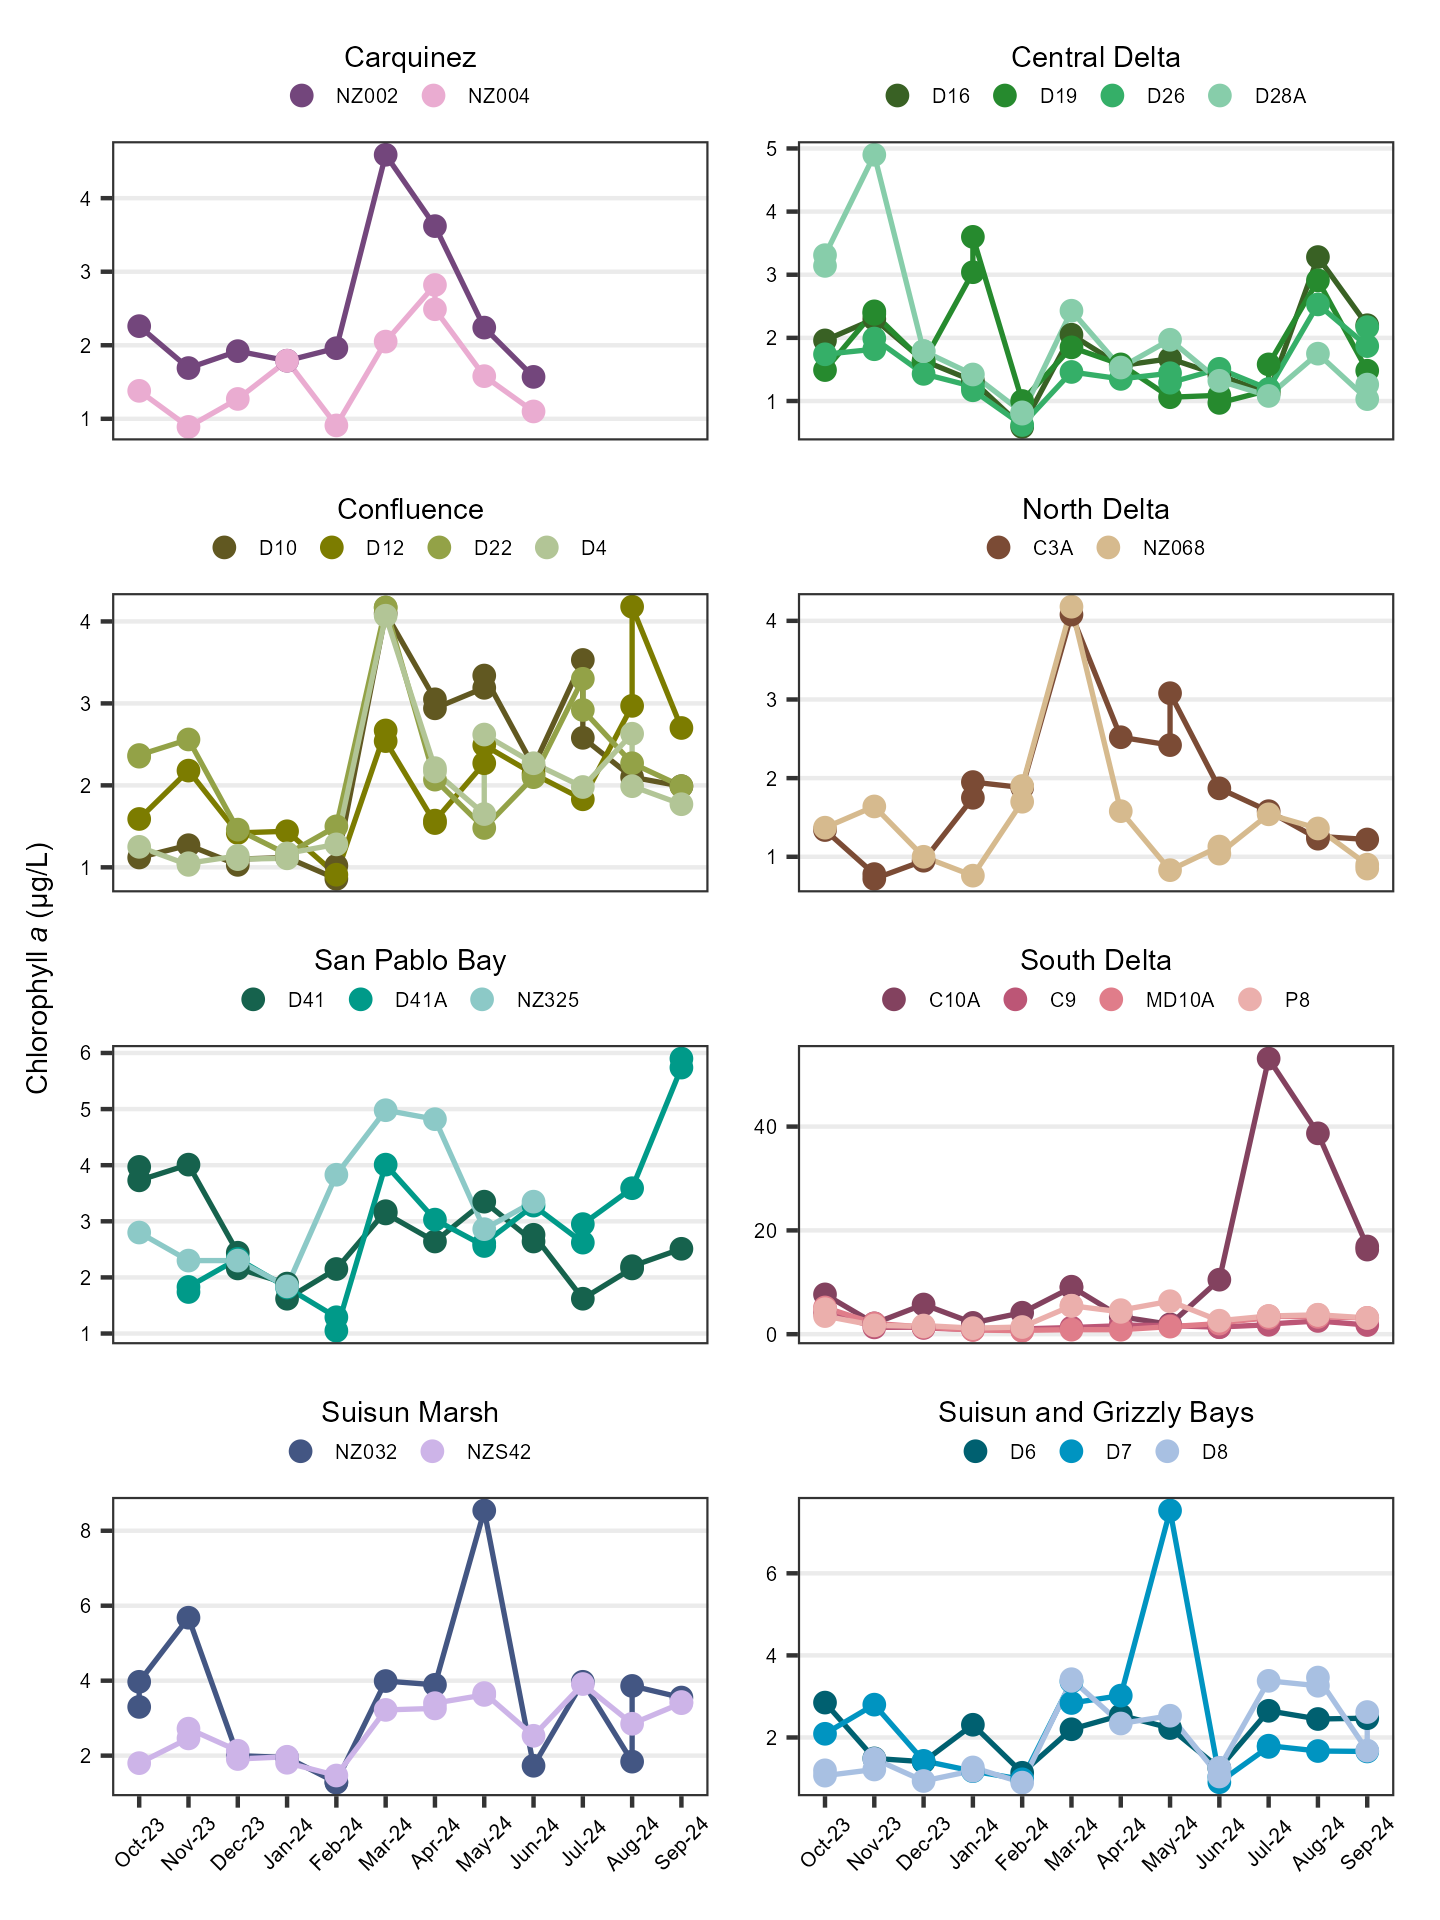 Carquinez
NZ002 NZ004
4
3
2
1
Central Delta
D16 D19 D26 D28A
5
4
3
2
1
Confluence
D10 D12 D22 D4
4
3
2
1
North Delta
C3A NZ068
4
3
2
1
Chlorophyll a (µg/L)
San Pablo Bay
D41 D41A NZ325
6
5
4
3
2
1
South Delta
C10A C9 MD10A P8
40
20
0
Suisun Marsh
NZ032 NZS42
8
6
4
2
Oct-23 Nov-23 Dec-23 Jan-24 Feb-24 Mar-24 Apr-24 May-24 Jun-24 Jul-24 Aug-24 Sep-24
Suisun and Grizzly Bays
D6 D7 D8
6
4
2
Oct-23 Nov-23 Dec-23 Jan-24 Feb-24 Mar-24 Apr-24 May-24 Jun-24 Jul-24 Aug-24 Sep-24